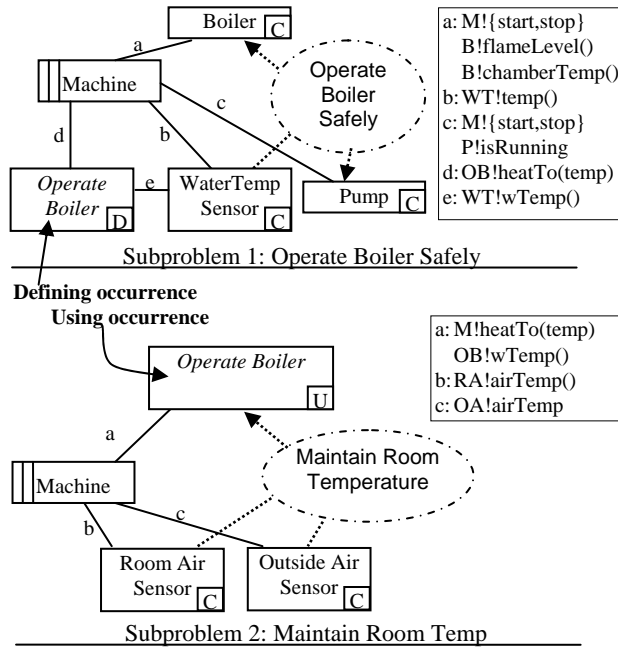 Boiler
C
a
Machine
Operate
Boiler
Safely
c
d
b
Operate
Boiler
D
e
WaterTemp
Sensor
C
Pump
C
a: M!{start,stop}
B!flameLevel()
B!chamberTemp()
b: WT!temp()
c: M!{start,stop}
P!isRunning
d: OB!heatTo(temp)
e: WT!wTemp()
Subproblem 1: Operate Boiler Safely
Defining occurrence
Using occurrence
Operate Boiler
U
a
Machine
Maintain Room
Temperature
b
c
Room Air
Sensor
C
Outside Air
Sensor
C
a: M!heatTo(temp)
OB!wTemp()
b: RA!airTemp()
c: OA!airTemp
Subproblem 2: Maintain Room Temp